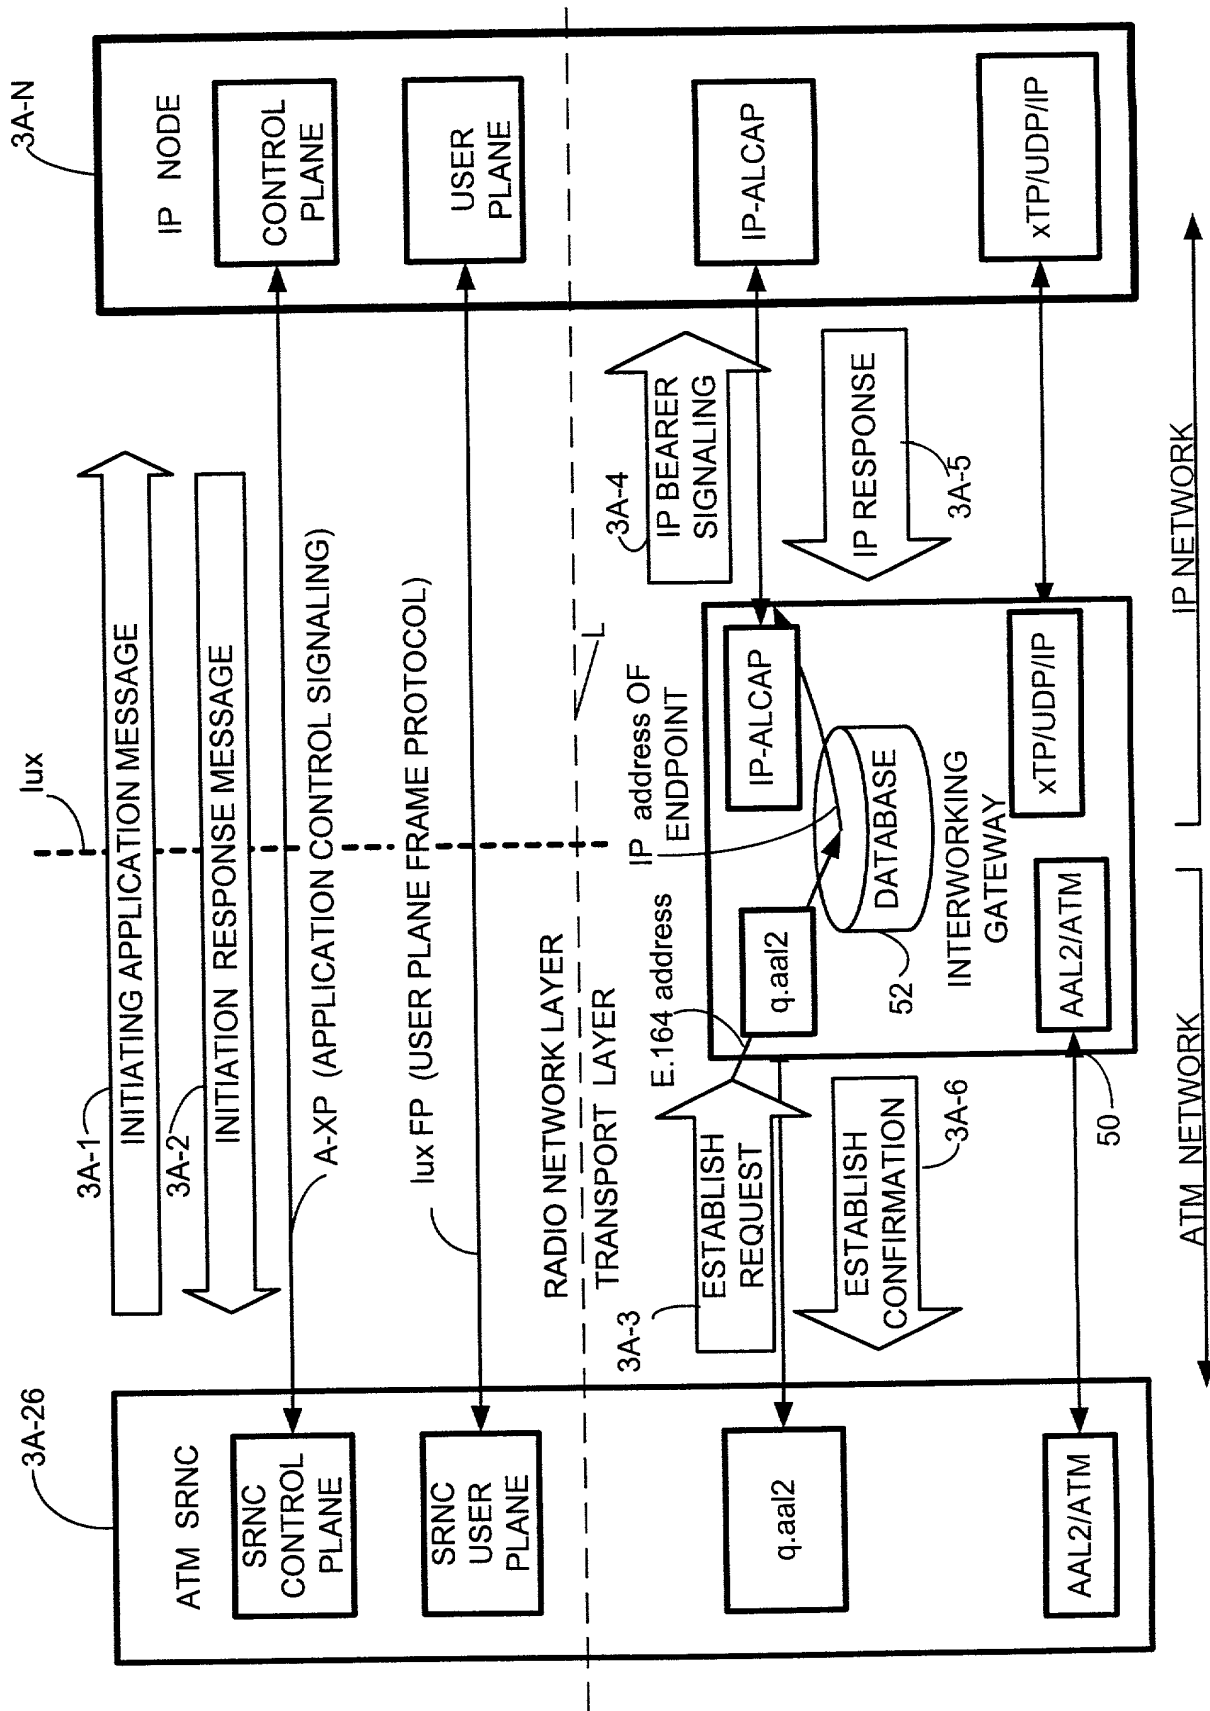 3A-26
ATM SRNC
SRNC
CONTROL
PLANE
SRNC
USER
PLANE
q.aal2
AAL2/ATM
3A-1
INITIATING APPLICATION MESSAGE
3A-2
INITIATION RESPONSE MESSAGE
Iux
A-XP (APPLICATION CONTROL SIGNALING)
Iux FP (USER PLANE FRAME PROTOCOL)
RADIO NETWORK LAYER
TRANSPORT LAYER
L
3A-3
ESTABLISH
REQUEST
E.164 address
ESTABLISH
CONFIRMATION
3A-6
50
q.aal2
IP address OF
ENDPOINT
IP-ALCAP
DATABASE
52
INTERWORKING
GATEWAY
AAL2/ATM
xTP/UDP/IP
3A-4
IP BEARER
SIGNALING
IP RESPONSE
3A-5
3A-N
IP NODE
CONTROL
PLANE
USER
PLANE
IP-ALCAP
xTP/UDP/IP
ATM NETWORK
IP NETWORK